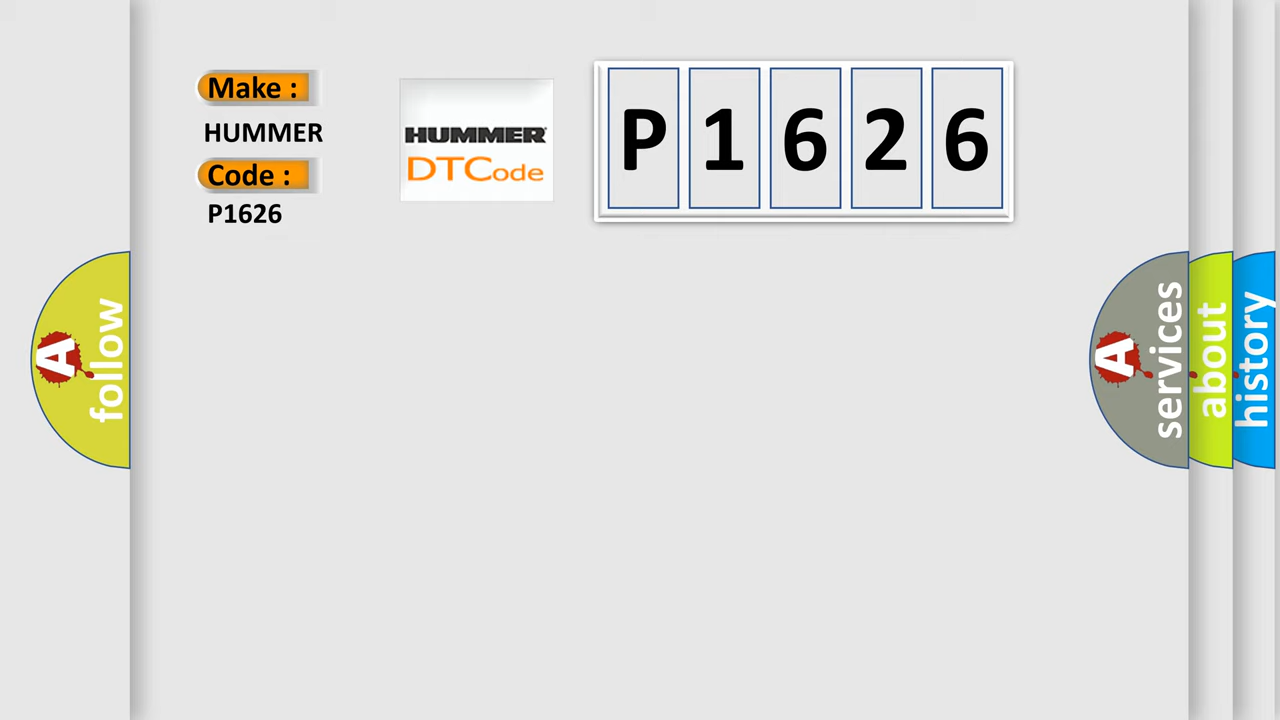 Make :
HUMMER
Code :
P1626
HUMMER
DTCode
P 1 6 2 6
A follow
A services
about
history